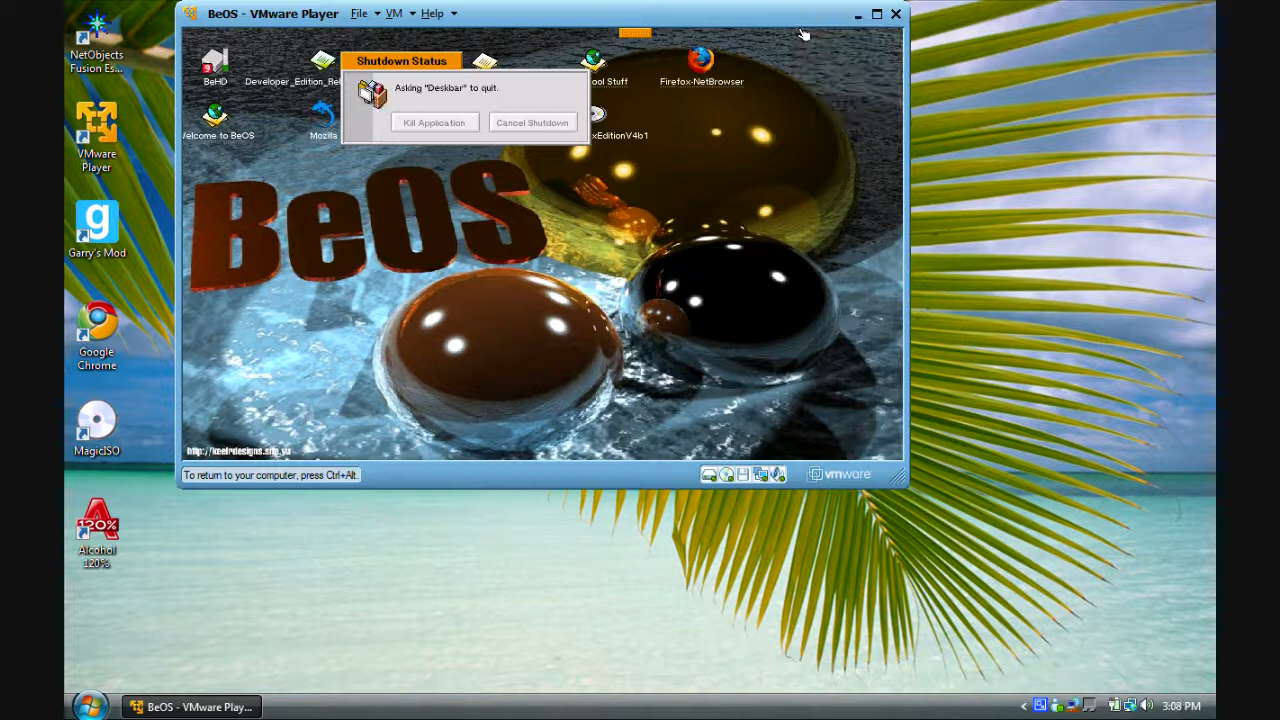 BeOS - VMware Player File VM Help
NetObjects
Fusion Es...
VMware
Player
Garry's Mod
Google
Chrome
MagicISO
Alcohol
120%
BeHD
Developer_Edition_Re
ool Stuff
Firefox-NetBrowser
elcome to BeOS
Mozilla
xEditionV4b1
Shutdown Status
Asking "Deskbar" to quit.
Kill Application Cancel Shutdown
BeOS
To return to your computer, press Ctrl+Alt.
vmware
BeOS - VMware Play...
3:08 PM